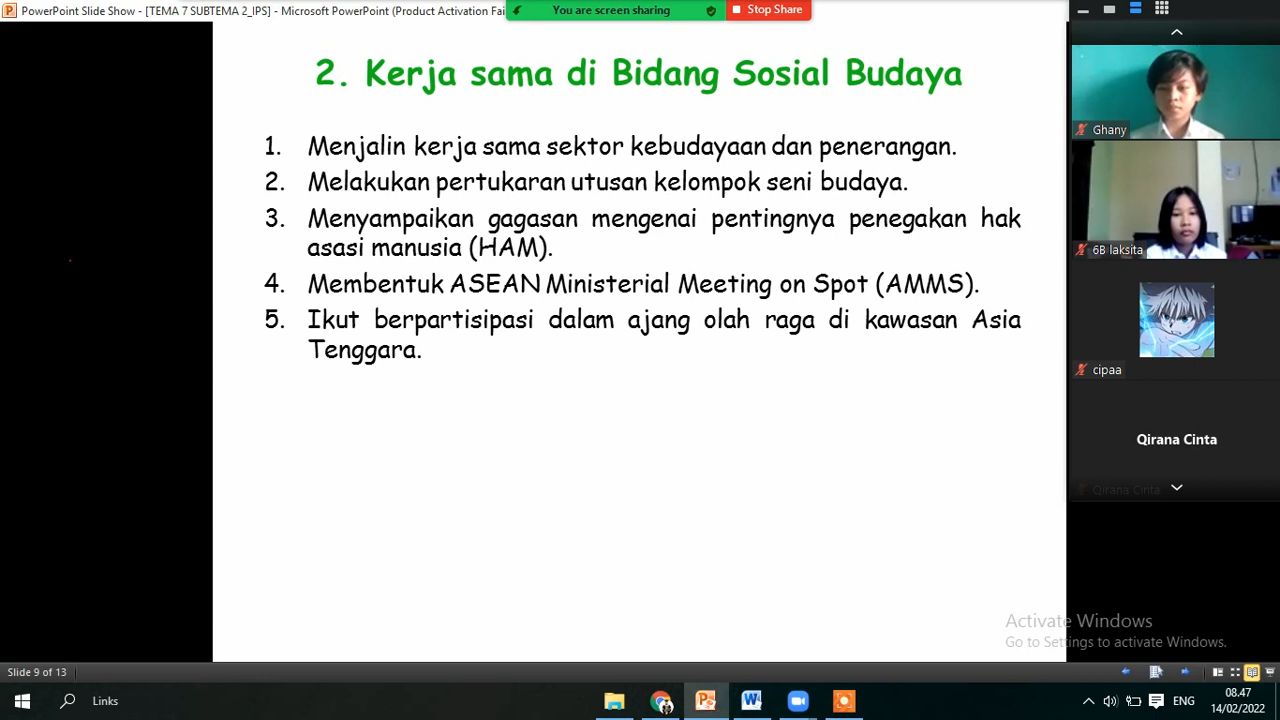 PowerPoint Slide Show - [TEMA 7 SUBTEMA 2_IPS] - Microsoft PowerPoint (Product Activation Fai
You are screen sharing
Stop Share
2. Kerja sama di Bidang Sosial Budaya
1. Menjalin kerja sama sektor kebudayaan dan penerangan.
2. Melakukan pertukaran utusan kelompok seni budaya.
3. Menyampaikan gagasan mengenai pentingnya penegakan hak
asasi manusia (HAM).
4. Membentuk ASEAN Ministerial Meeting on Spot (AMMS).
5. Ikut berpartisipasi dalam ajang olah raga di kawasan Asia
Tenggara.
Ghany
6B laksita
cipaa
Qirana Cinta
Qirana Cinta
Activate Windows
Go to Settings to activate Windows.
Slide 9 of 13
Links
ENG
08.47
14/02/2022